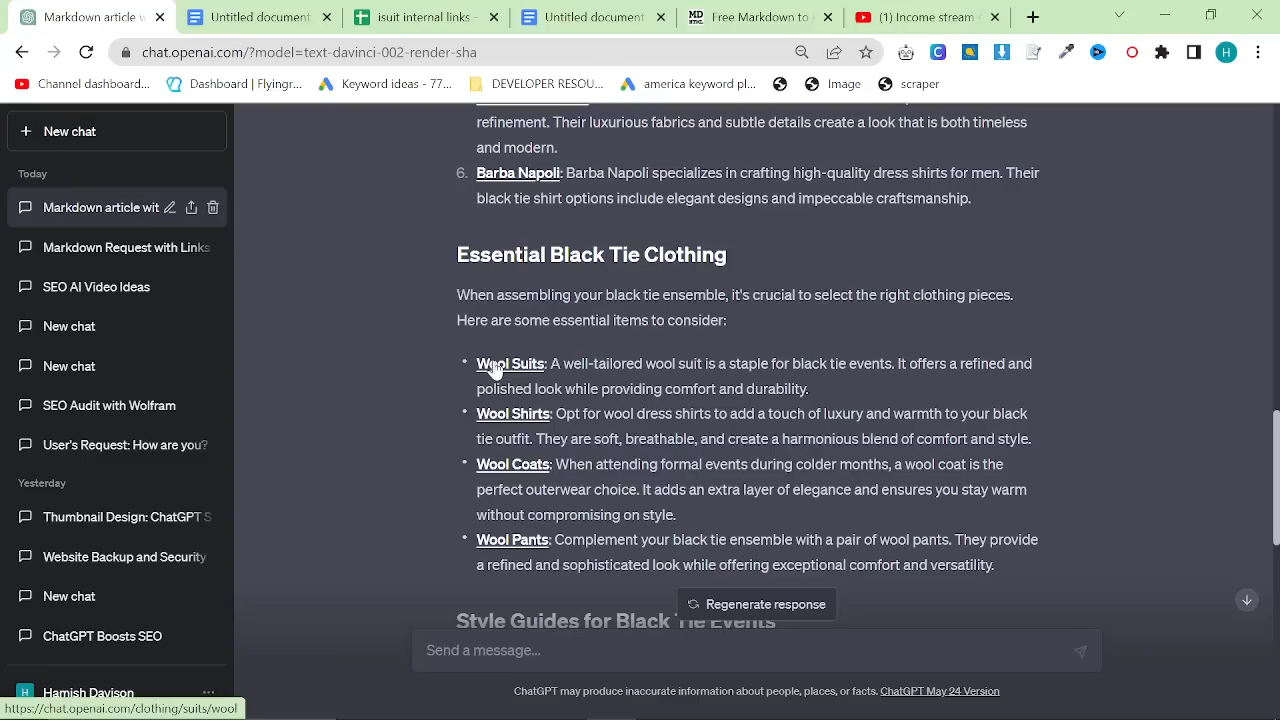 Markdown article w
Untitled document
isuit internal links -
Untitled document
MD
Free Markdown to
(1) Income stream
chat.openai.com/?model=text-davinci-002-render-sha
H
Channel dashboard...
Dashboard | Flyingr...
Keyword ideas - 77...
DEVELOPER RESOU...
america keyword pl...
Image
scraper
New chat
Today
Markdown article wit
Markdown Request with Links
SEO AI Video Ideas
New chat
New chat
SEO Audit with Wolfram
User's Request: How are you?
Yesterday
Thumbnail Design: ChatGPT S
Website Backup and Security
New chat
ChatGPT Boosts SEO
H Hamish Davison ...
refinement. Their luxurious fabrics and subtle details create a look that is both timeless
and modern.
6. Barba Napoli: Barba Napoli specializes in crafting high-quality dress shirts for men. Their
black tie shirt options include elegant designs and impeccable craftsmanship.
Essential Black Tie Clothing
When assembling your black tie ensemble, it's crucial to select the right clothing pieces.
Here are some essential items to consider:
• Wool Suits: A well-tailored wool suit is a staple for black tie events. It offers a refined and
polished look while providing comfort and durability.
• Wool Shirts: Opt for wool dress shirts to add a touch of luxury and warmth to your black
tie outfit. They are soft, breathable, and create a harmonious blend of comfort and style.
• Wool Coats: When attending formal events during colder months, a wool coat is the
perfect outerwear choice. It adds an extra layer of elegance and ensures you stay warm
without compromising on style.
• Wool Pants: Complement your black tie ensemble with a pair of wool pants. They provide
a refined and sophisticated look while offering exceptional comfort and versatility.
Regenerate response
Style Guides for Black Tie Events
Send a message...
ChatGPT may produce inaccurate information about people, places, or facts. ChatGPT May 24 Version
https://chat.openai.com/clothing/suits/wool